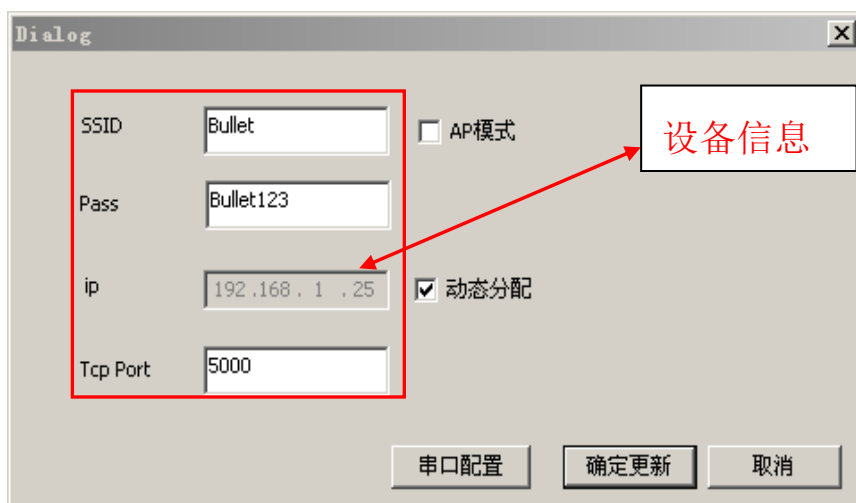 Dialog
SSID
Bullet
AP模式
设备信息
Pass
Bullet123
ip
192 .168 . 1 .25
动态分配
Tcp Port
5000
串口配置
确定更新
取消